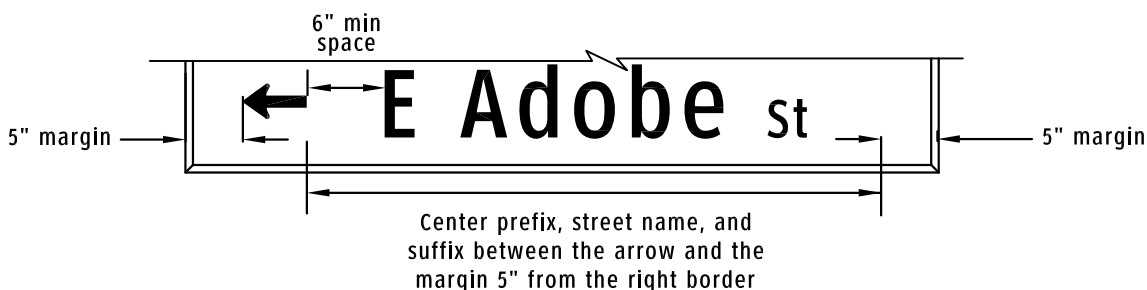 6" min
space
E Adobe St
5" margin
5" margin
Center prefix, street name, and
suffix between the arrow and the
margin 5" from the right border